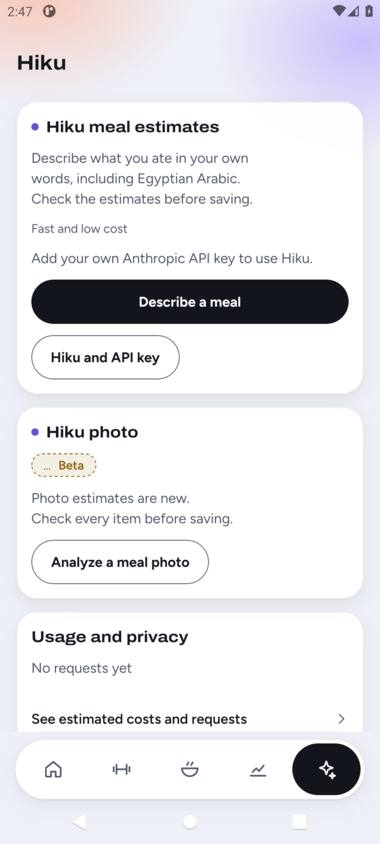 2:47
Hiku
Hiku meal estimates
Describe what you ate in your own
words, including Egyptian Arabic.
Check the estimates before saving.
Fast and low cost
Add your own Anthropic API key to use Hiku.
Describe a meal
Hiku and API key
Hiku photo
... Beta
Photo estimates are new.
Check every item before saving.
Analyze a meal photo
Usage and privacy
No requests yet
See estimated costs and requests